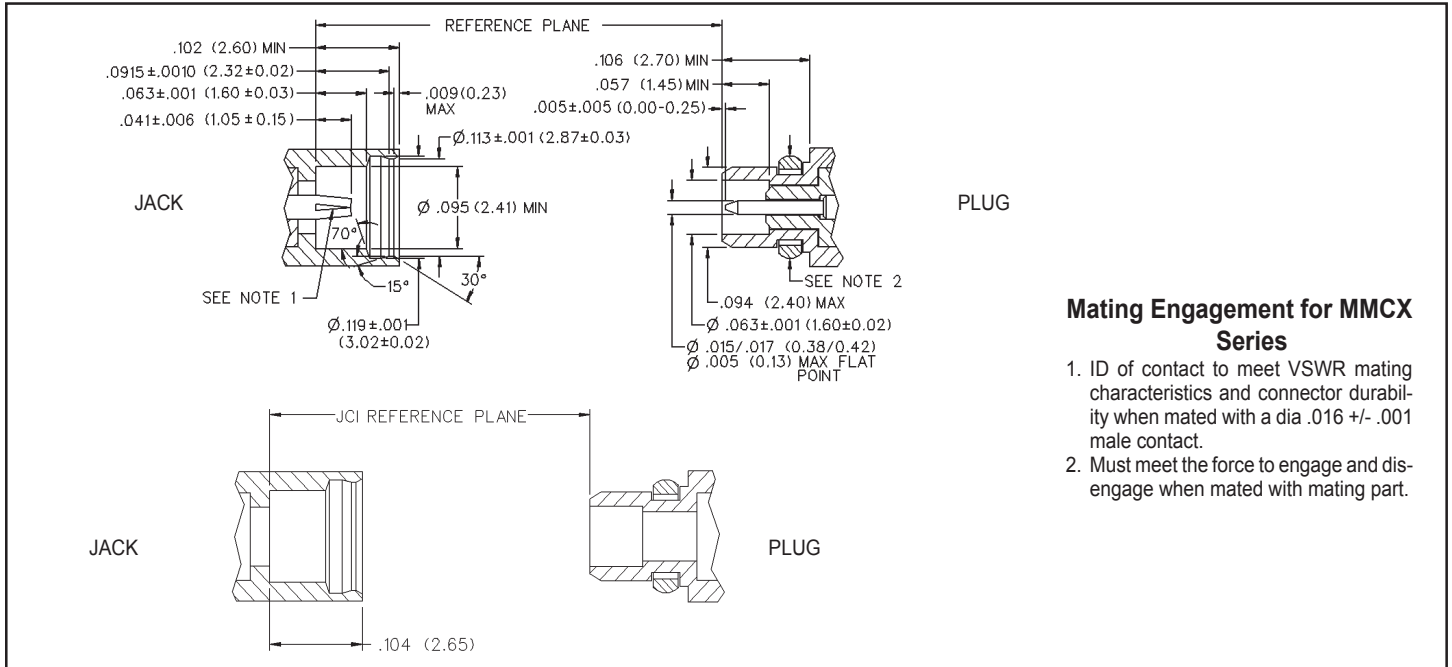 REFERENCE PLANE
.102 (2.60) MIN
.0915±.0010 (2.32±0.02)
.063±.001 (1.60 ±0.03)
.041±.006 (1.05 ± 0.15)
.009(0.23)
MAX
Ø.113±.001 (2.87±0.03)
JACK
Ø .095 (2.41) MIN
70°
SEE NOTE 1
15°
30°
Ø.119±.001
(3.02±0.02)
.106 (2.70) MIN
.057 (1.45) MIN
.005±.005 (0.00-0.25)
PLUG
SEE NOTE 2
.094 (2.40) MAX
Ø .063±.001 (1.60±0.02)
Ø .015/.017 (0.38/0.42)
Ø .005 (0.13) MAX FLAT
POINT
Mating Engagement for MMCX
Series
1. ID of contact to meet VSWR mating
characteristics and connector durabil-
ity when mated with a dia .016 +/- .001
male contact.
2. Must meet the force to engage and dis-
engage when mated with mating part.
JCI REFERENCE PLANE
JACK
PLUG
.104 (2.65)